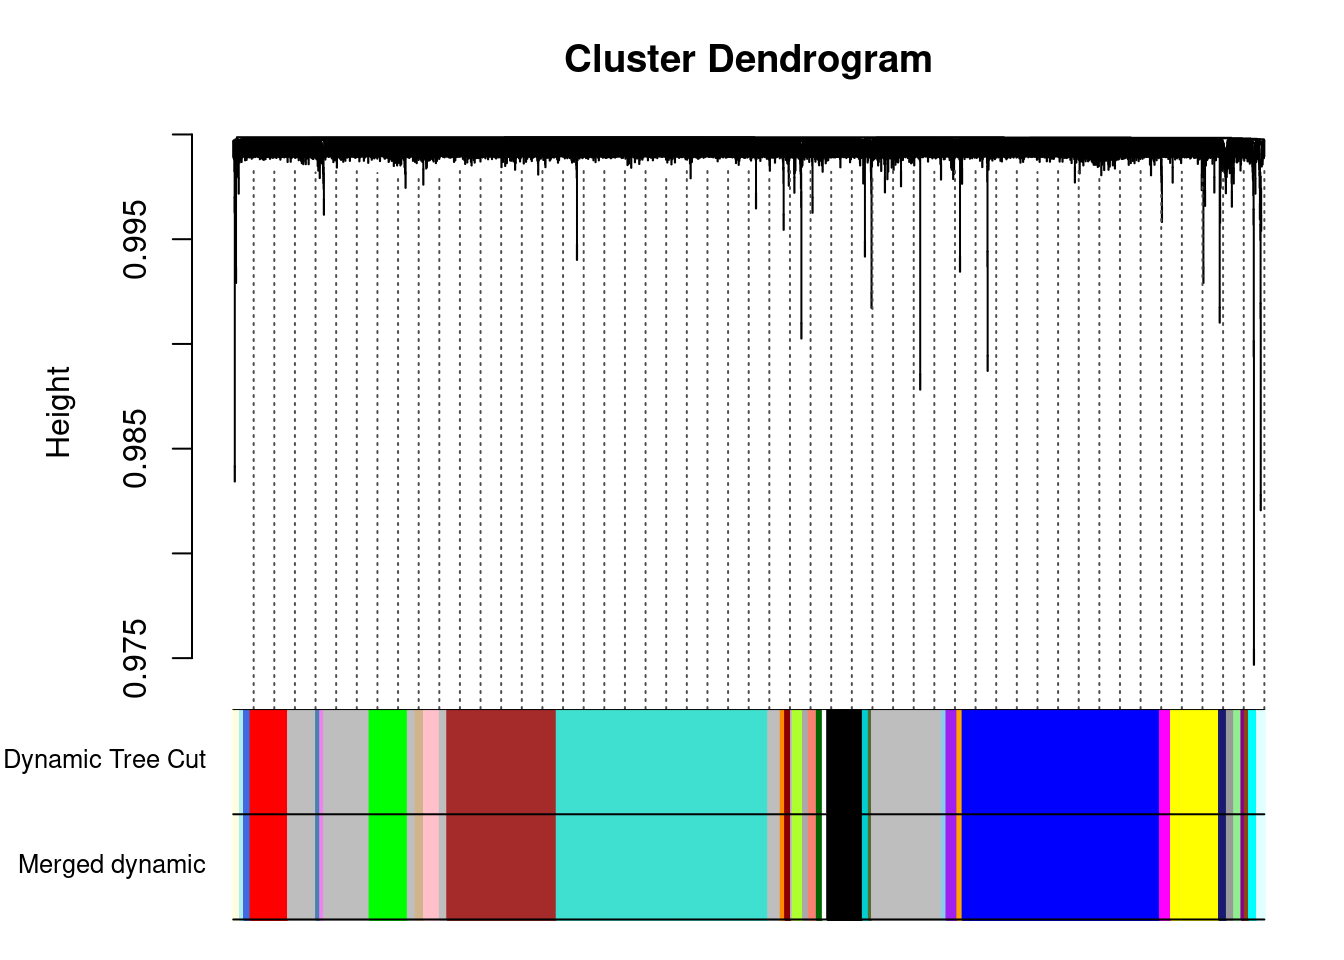 Cluster Dendrogram
Height
0.995
0.985
0.975
Dynamic Tree Cut
Merged dynamic